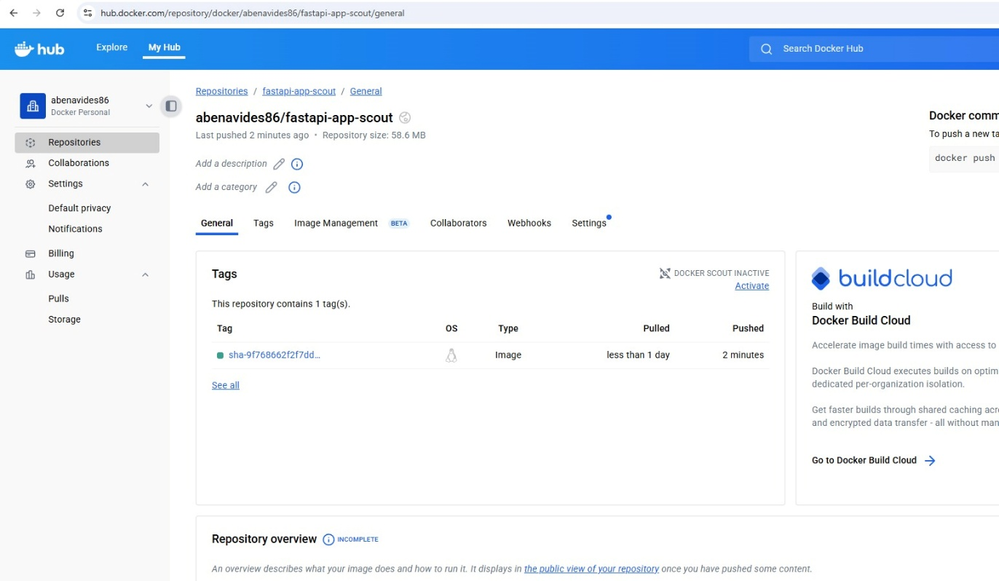 hub.docker.com/repository/docker/abenavides86/fastapi-app-scout/general
hub
Explore
My Hub
Search Docker Hub
abenavides86
Docker Personal
Repositories
Collaborations
Settings
Default privacy
Notifications
Billing
Usage
Pulls
Storage
Repositories / fastapi-app-scout / General
abenavides86/fastapi-app-scout
Last pushed 2 minutes ago • Repository size: 58.6 MB
Add a description
Add a category
Docker comm
To push a new ta
docker push
General Tags Image Management BETA Collaborators Webhooks Settings
Tags
DOCKER SCOUT INACTIVE
Activate
This repository contains 1 tag(s).
Tag OS Type Pulled Pushed
sha-9f768662f2f7dd… Image less than 1 day 2 minutes
See all
buildcloud
Build with
Docker Build Cloud
Accelerate image build times with access to
Docker Build Cloud executes builds on optim
dedicated per-organization isolation.
Get faster builds through shared caching acr
and encrypted data transfer - all without man
Go to Docker Build Cloud
Repository overview INCOMPLETE
An overview describes what your image does and how to run it. It displays in the public view of your repository once you have pushed some content.